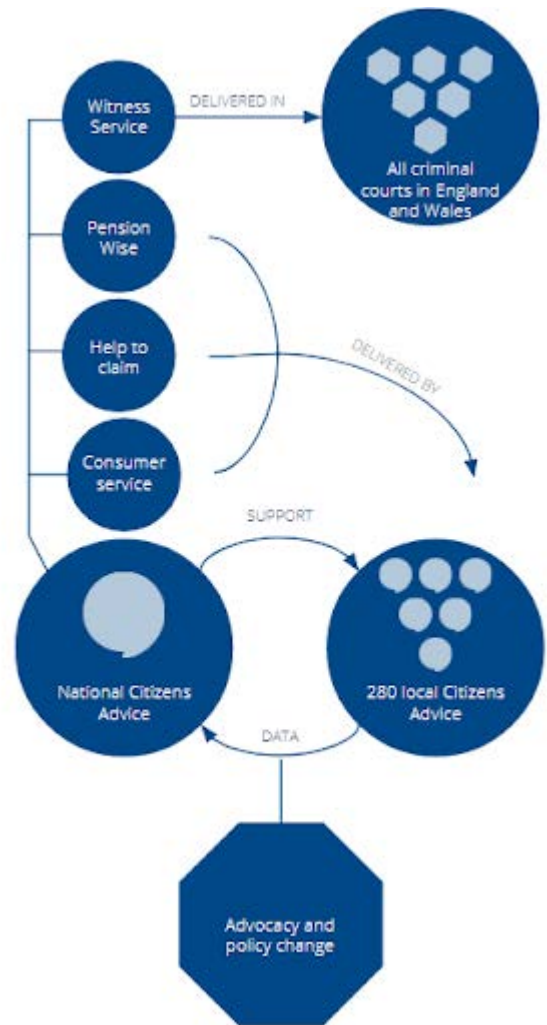 Witness
Service
DELIVERED IN
All criminal
courts in England
and Wales
Pension
Wise
Help to
claim
DELIVERED BY
Consumer
service
SUPPORT
National Citizens
Advice
280 local Citizens
Advice
DATA
Advocacy and
policy change